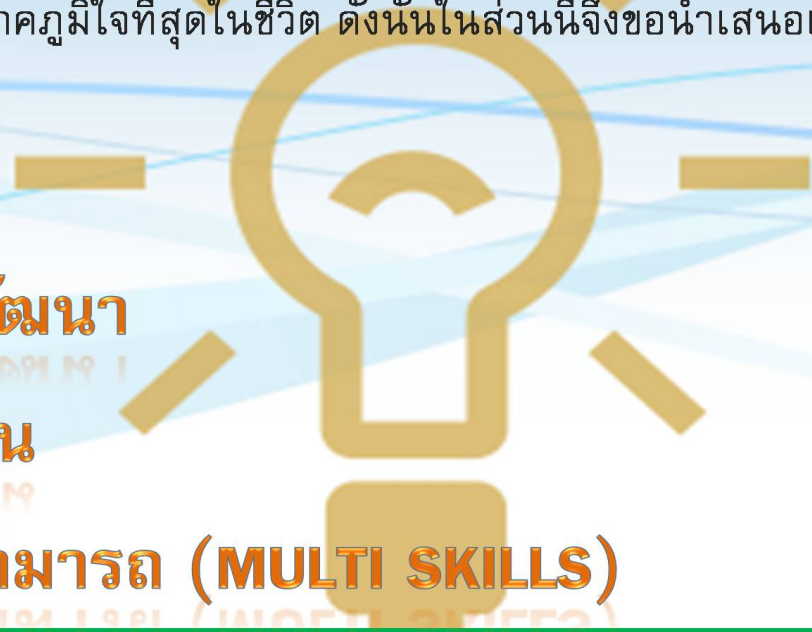 าคภูมิใจที่สุดในชีวิต ดังนั้นในส่วนนี้จึงขอนำเสนอ
ัฒนา
น
ามารถ (MULTI SKILLS)